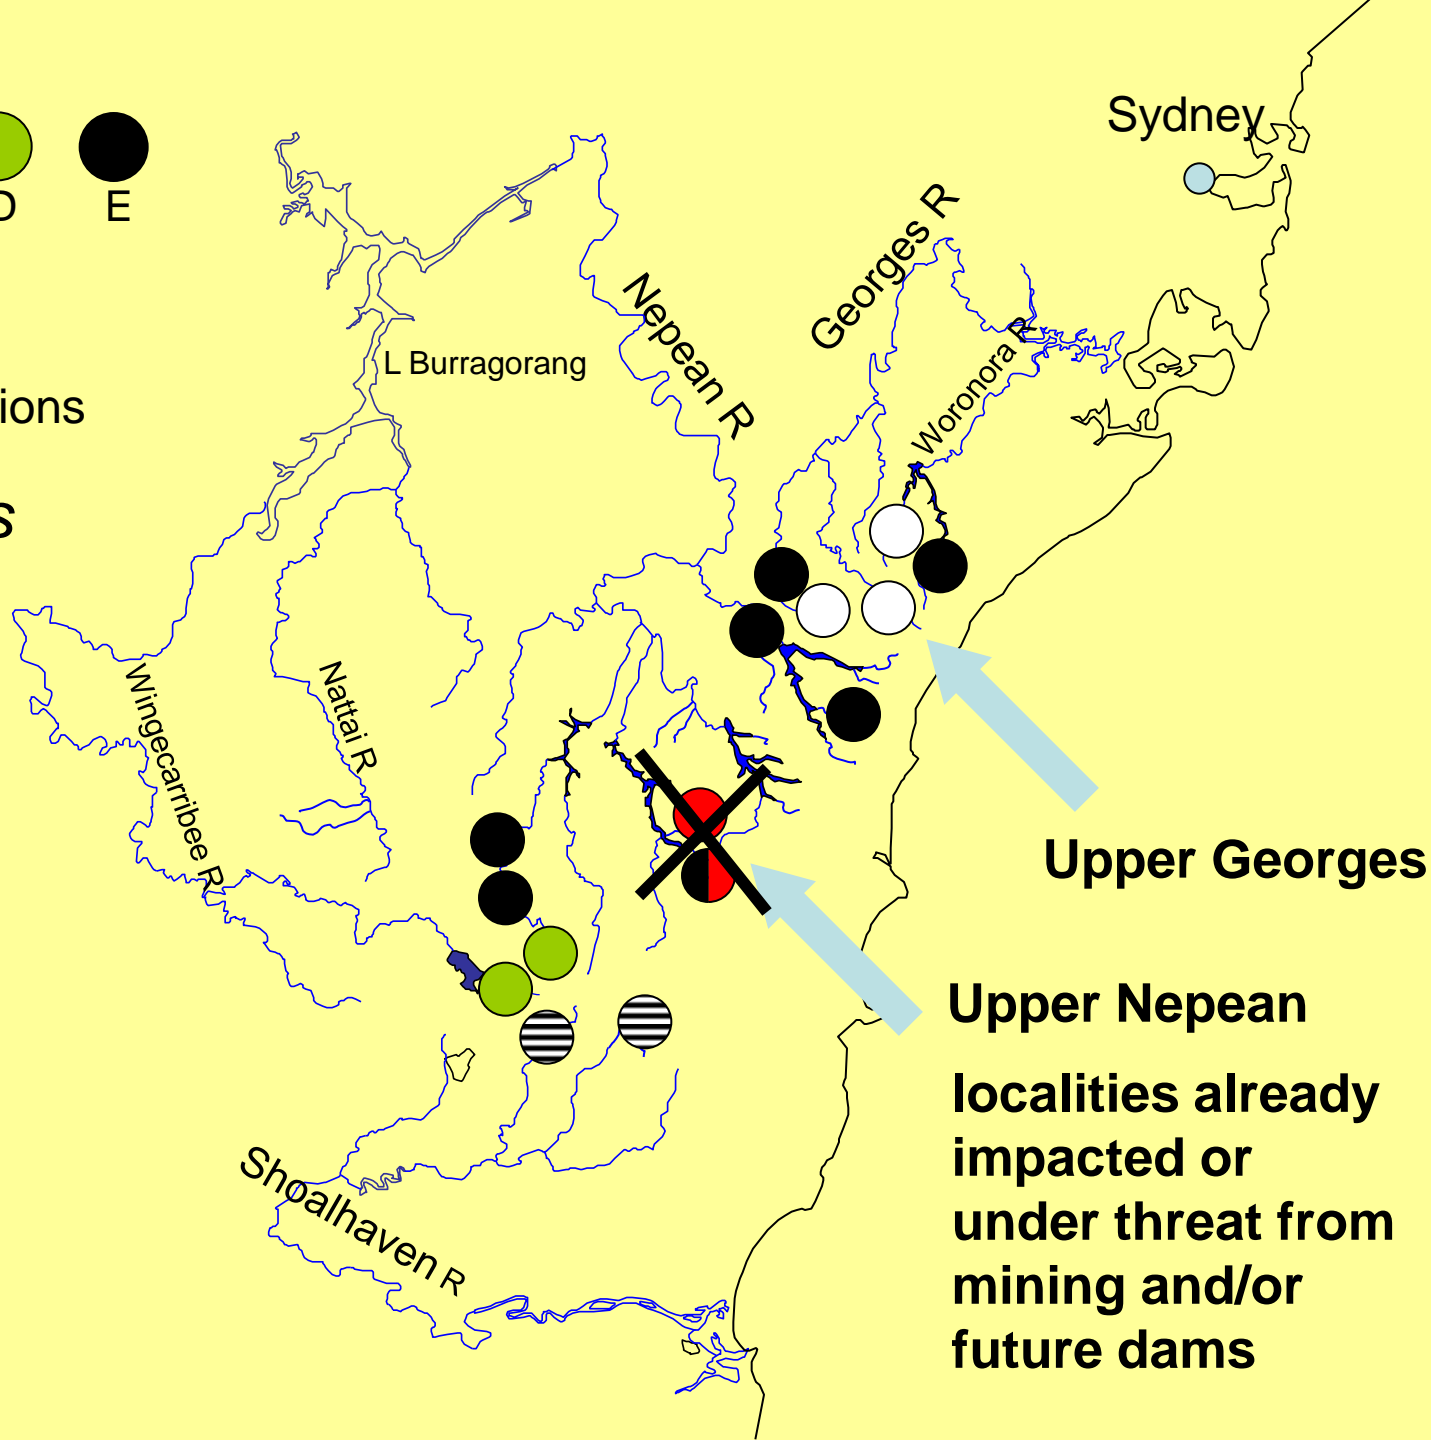 Sydney
D E
Georges R
Nepean R
Woronora R
L Burragorang
Wingecarribee R
Nattai R
Upper Georges
Upper Nepean
localities already
impacted or
under threat from
mining and/or
future dams
Shoalhaven R